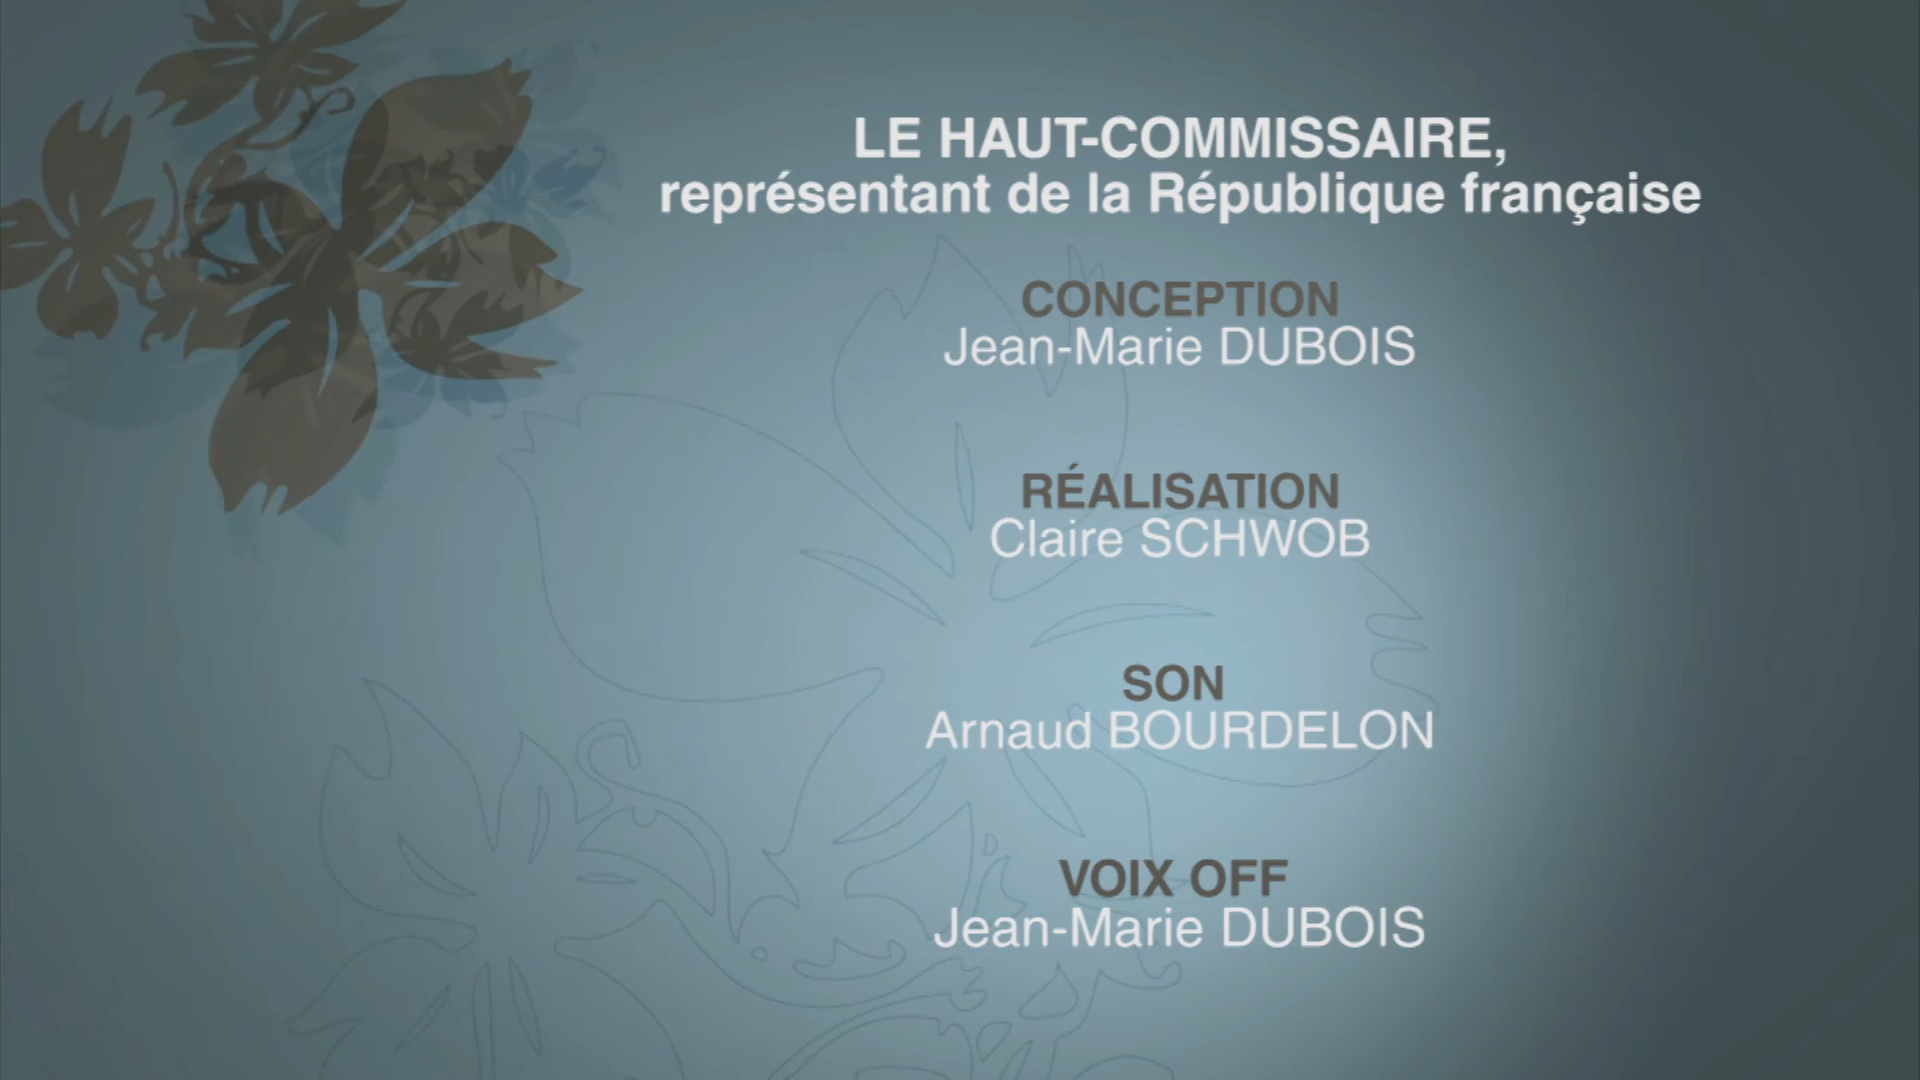 LE HAUT-COMMISSAIRE,
représentant de la République française
CONCEPTION
Jean-Marie DUBOIS
RÉALISATION
Claire SCHWOB
SON
Arnaud BOURDELON
VOIX OFF
Jean-Marie DUBOIS